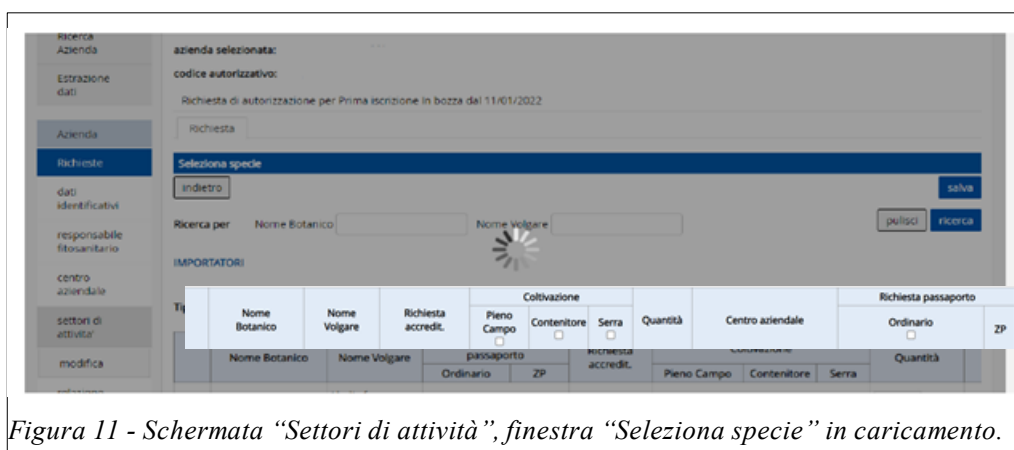 Ricerca
Azienda
Estrazione
dati
Azienda
Richieste
dati
identificativi
responsabile
fitosanitario
centro
aziendale
settori di
attivita'
modifica
azienda selezionata:
codice autorizzativo:
Richiesta di autorizzazione per Prima iscrizione In bozza dal 11/01/2022
Richiesta
Seleziona specie
indietro salva
Ricerca per Nome Botanico Nome Volgare pulisci ricerca
IMPORTATORI
Coltivazione Richiesta passaporto
Nome Botanico Nome Volgare Richiesta accredit. Pieno Campo Contenitore Serra Quantità Centro aziendale Ordinario ZP
Nome Botanico Nome Volgare passaporto Richiesta accredit. Coltivazione Quantità
Ordinario ZP Pieno Campo Contenitore Serra
Figura 11 - Schermata “Settori di attività”, finestra “Seleziona specie” in caricamento.